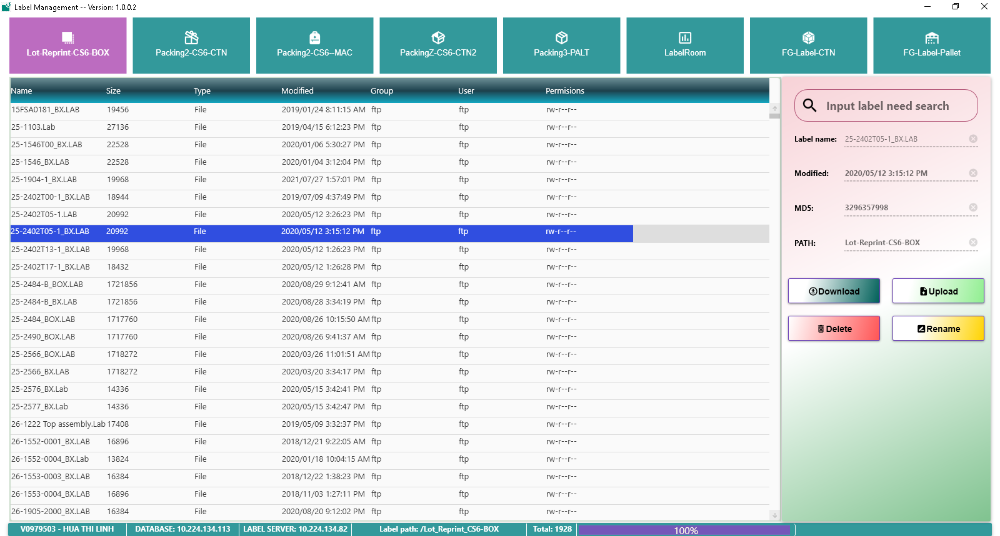 Label Management -- Version: 1.0.0.2
Lot-Reprint-CS6-BOX
Packing2-CS6-CTN
Packing2-CS6--MAC
PackingZ-CS6-CTN2
Packing3-PALT
LabelRoom
FG-Label-CTN
FG-Label-Pallet
Name Size Type Modified Group User Permisions
15FSA0181_BX.LAB 19456 File 2019/01/24 8:11:15 AM ftp ftp rw-r--r--
25-1103.Lab 27136 File 2019/04/15 6:12:23 PM ftp ftp rw-r--r--
25-1546T00_BX.LAB 22528 File 2020/01/06 5:30:27 PM ftp ftp rw-r--r--
25-1546_BX.LAB 22528 File 2020/01/04 3:12:04 PM ftp ftp rw-r--r--
25-1904-1_BX.LAB 19968 File 2021/07/27 1:57:01 PM ftp ftp rw-r--r--
25-2402T00-1_BX.LAB 18944 File 2019/07/09 4:37:49 PM ftp ftp rw-r--r--
25-2402T05-1.LAB 20992 File 2020/05/12 3:26:23 PM ftp ftp rw-r--r--
25-2402T05-1_BX.LAB 20992 File 2020/05/12 3:15:12 PM ftp ftp rw-r--r--
25-2402T13-1_BX.LAB 19968 File 2020/05/12 1:26:23 PM ftp ftp rw-r--r--
25-2402T17-1_BX.LAB 18432 File 2020/05/12 1:26:28 PM ftp ftp rw-r--r--
25-2484-B_BOX.LAB 1721856 File 2020/08/29 9:12:41 AM ftp ftp rw-r--r--
25-2484-B_BX.LAB 1721856 File 2020/08/28 3:34:19 PM ftp ftp rw-r--r--
25-2484_BOX.LAB 1717760 File 2020/08/26 10:15:50 AM ftp ftp rw-r--r--
25-2490_BOX.LAB 1717760 File 2020/08/26 9:41:37 AM ftp ftp rw-r--r--
25-2566_BOX.LAB 1718272 File 2020/03/26 11:01:51 AM ftp ftp rw-r--r--
25-2566_BX.LAB 1718272 File 2020/03/20 3:34:17 PM ftp ftp rw-r--r--
25-2576_BX.Lab 14336 File 2020/05/15 3:42:41 PM ftp ftp rw-r--r--
25-2577_BX.Lab 14336 File 2020/05/15 3:42:47 PM ftp ftp rw-r--r--
26-1222 Top assembly.Lab 17408 File 2019/05/09 3:32:37 PM ftp ftp rw-r--r--
26-1552-0001_BX.LAB 16896 File 2018/12/21 9:22:05 AM ftp ftp rw-r--r--
26-1552-0004_BX.Lab 13824 File 2020/01/18 10:04:15 AM ftp ftp rw-r--r--
26-1553-0003_BX.LAB 16384 File 2018/12/22 1:38:23 PM ftp ftp rw-r--r--
26-1553-0004_BX.LAB 16896 File 2018/11/03 1:27:11 PM ftp ftp rw-r--r--
26-1905-2000_BX.LAB 16384 File 2020/08/20 9:12:02 PM ftp ftp rw-r--r--
Input label need search
Label name: 25-2402T05-1_BX.LAB
Modified: 2020/05/12 3:15:12 PM
MD5: 3296357998
PATH: Lot-Reprint-CS6-BOX
Download Upload
Delete Rename
V0979503 - HUA THI LINH DATABASE: 10.224.134.113 LABEL SERVER: 10.224.134.82 Label path: /Lot_Reprint_CS6-BOX Total: 1928 100%